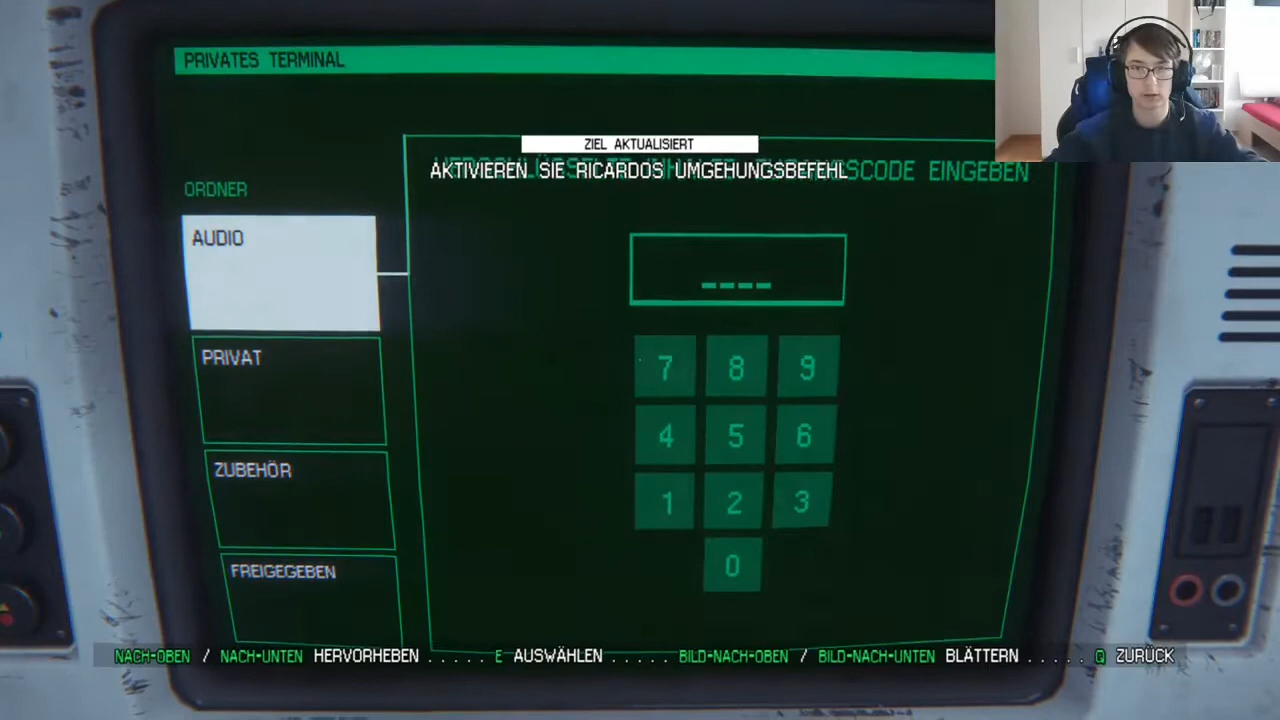 PRIVATES TERMINAL
ZIEL AKTUALISIERT
AKTIVIEREN SIE RICARDOS UMGEHUNGSBEFEHL
CODE EINGEBEN
ORDNER
AUDIO
PRIVAT
ZUBEHÖR
FREIGEGEBEN
7 8 9
4 5 6
1 2 3
0
NACH-OBEN / NACH-UNTEN HERVORHEBEN ..... E AUSWÄHLEN ..... BILD-NACH-OBEN / BILD-NACH-UNTEN BLÄTTERN ..... Q ZURÜCK